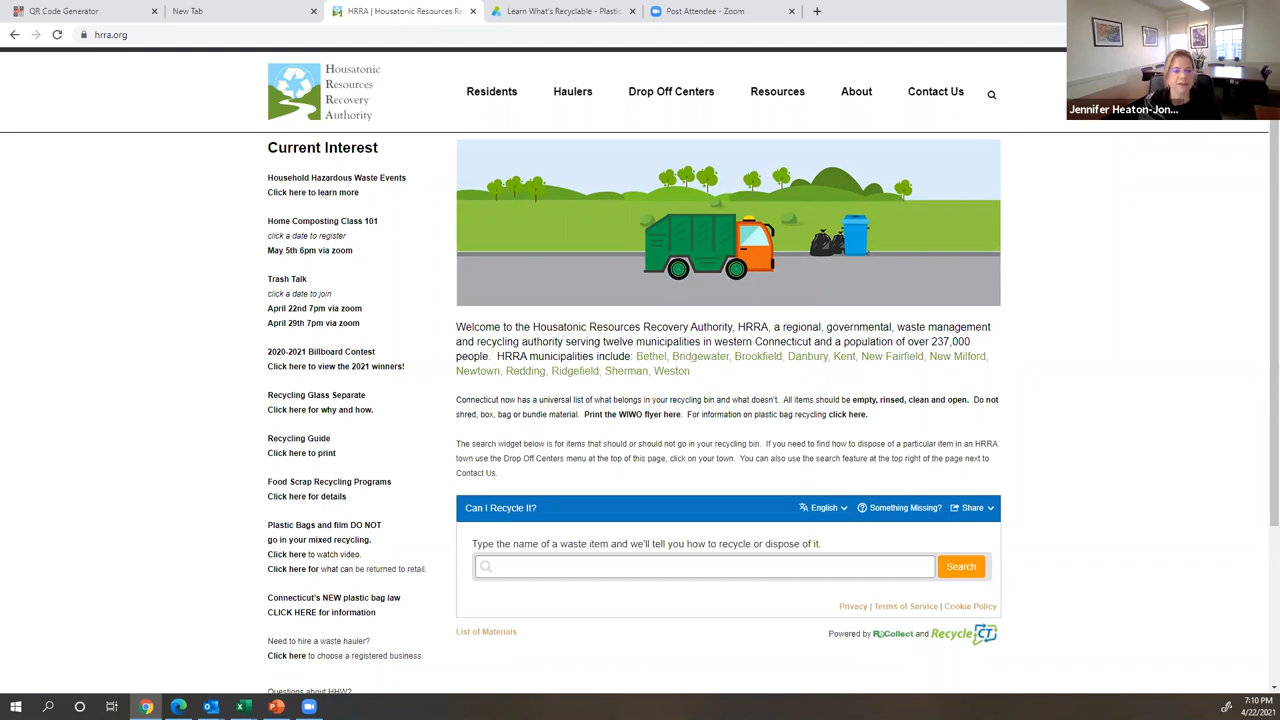 QR Code Generator
New Tab
HRRA | Housatonic Resources Re
Learn What's Recyclable - Plastic
Post Attendee - Zoom
hrra.org
Housatonic
Resources
Recovery
Authority
Residents
Haulers
Drop Off Centers
Resources
About
Contact Us
Jennifer Heaton-Jon...
Current Interest
Household Hazardous Waste Events
Click here to learn more
Home Composting Class 101
click a date to register
May 5th 6pm via zoom
Trash Talk
click a date to join
April 22nd 7pm via zoom
April 29th 7pm via zoom
2020-2021 Billboard Contest
Click here to view the 2021 winners!
Recycling Glass Separate
Click here for why and how.
Recycling Guide
Click here to print
Food Scrap Recycling Programs
Click here for details
Plastic Bags and film DO NOT
go in your mixed recycling.
Click here to watch video.
Click here for what can be returned to retail.
Connecticut's NEW plastic bag law
CLICK HERE for information
Need to hire a waste hauler?
Click here to choose a registered business.
Questions about HHW?
Welcome to the Housatonic Resources Recovery Authority, HRRA, a regional, governmental, waste management
and recycling authority serving twelve municipalities in western Connecticut and a population of over 237,000
people. HRRA municipalities include: Bethel, Bridgewater, Brookfield, Danbury, Kent, New Fairfield, New Milford,
Newtown, Redding, Ridgefield, Sherman, Weston
Connecticut now has a universal list of what belongs in your recycling bin and what doesn't. All items should be empty, rinsed, clean and open. Do not
shred, box, bag or bundle material. Print the WIWO flyer here. For information on plastic bag recycling click here.
The search widget below is for items that should or should not go in your recycling bin. If you need to find how to dispose of a particular item in an HRRA
town use the Drop Off Centers menu at the top of this page, click on your town. You can also use the search feature at the top right of the page next to
Contact Us.
Can I Recycle It?
English
Something Missing?
Share
Type the name of a waste item and we'll tell you how to recycle or dispose of it.
Search
Privacy | Terms of Service | Cookie Policy
List of Materials
Powered by ReCollect and RecycleCT
7:10 PM
4/22/2021